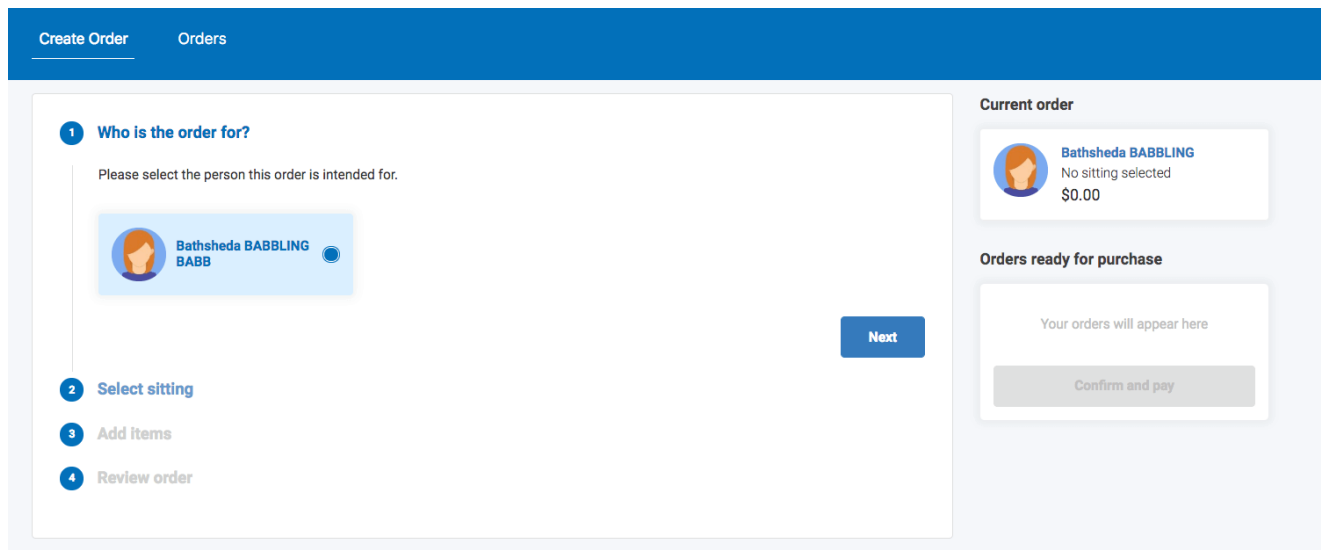 Create Order
Orders
1
Who is the order for?
Please select the person this order is intended for.
Bathsheda BABBLING
BABB
Next
2
Select sitting
3
Add items
4
Review order
Current order
Bathsheda BABBLING
No sitting selected
$0.00
Orders ready for purchase
Your orders will appear here
Confirm and pay